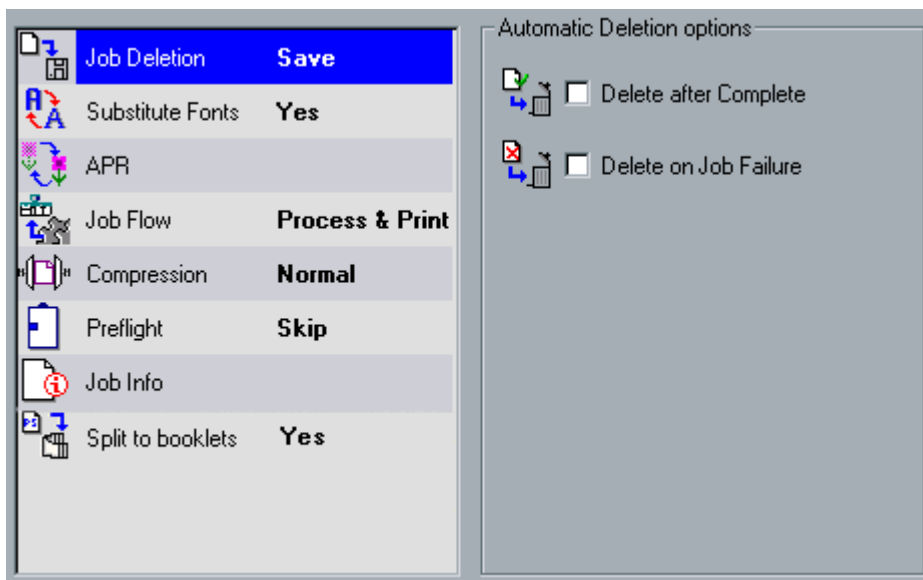 Job Deletion Save
Substitute Fonts Yes
APR
Job Flow Process & Print
Compression Normal
Preflight Skip
Job Info
Split to booklets Yes
Automatic Deletion options
Delete after Complete
Delete on Job Failure